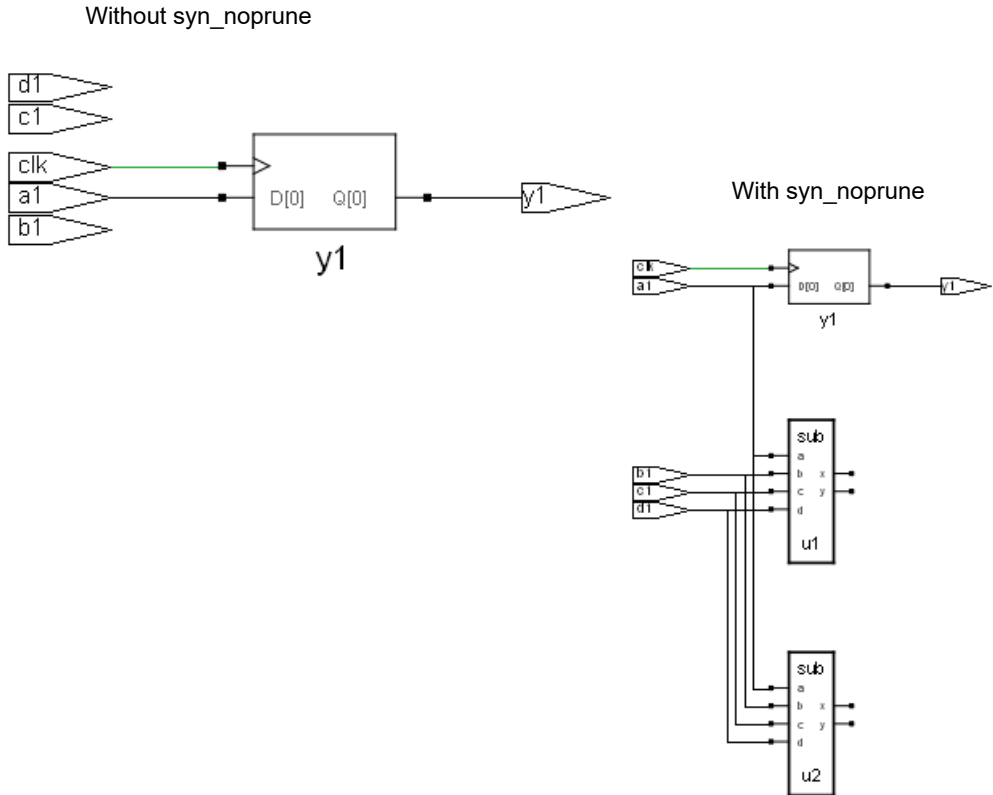 Without syn_noprune
d1
c1
clk
a1
b1
D[0] Q[0]
y1
y1
With syn_noprune
clk
a1
D[0] Q[0]
y1
y1
sub
a
b x
c y
d
u1
b1
c1
d1
sub
a
b x
c y
d
u2